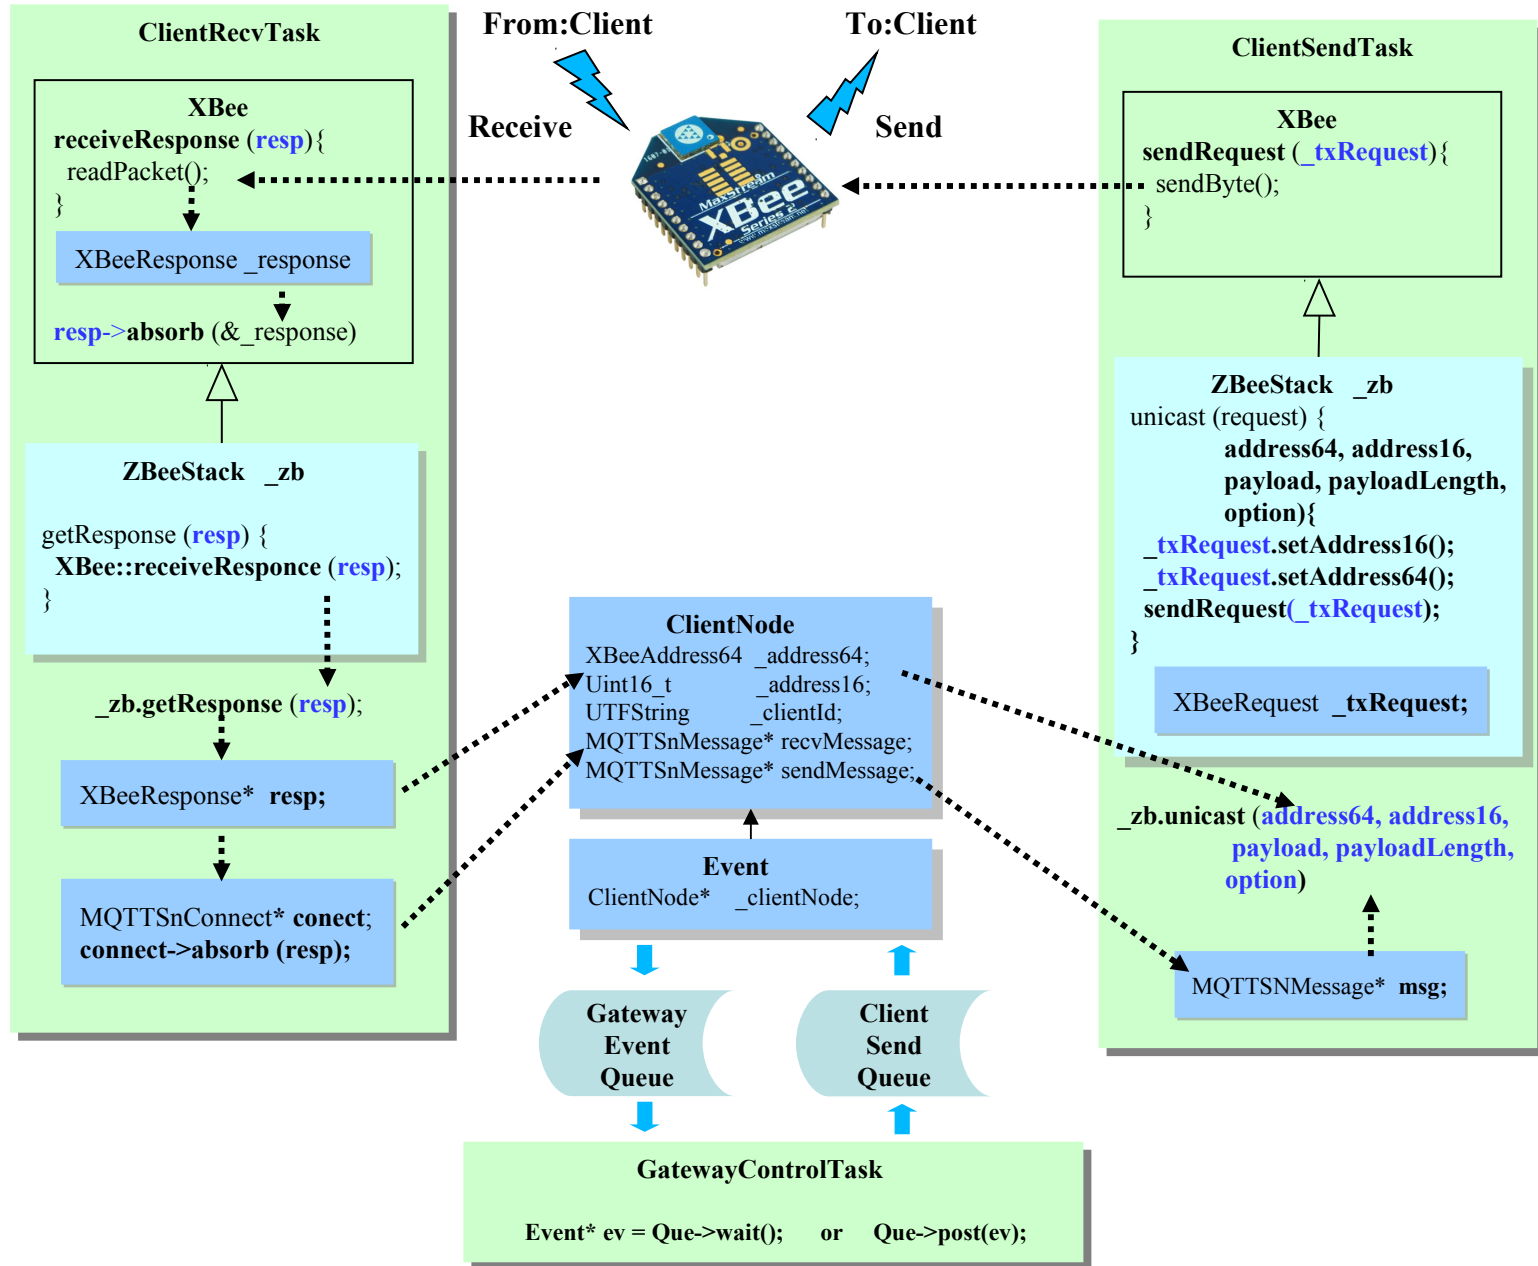 ClientRecvTask
XBee
receiveResponse (resp){
readPacket();
}
XBeeResponse _response
resp->absorb (&_response)
ZBeeStack _zb
getResponse (resp) {
XBee::receiveResponce (resp);
}
_zb.getResponse (resp);
XBeeResponse* resp;
MQTTSnConnect* conect;
connect->absorb (resp);
From:Client
To:Client
Receive
Send
MaxStream
XBee
Series 2
ClientNode
XBeeAddress64 _address64;
Uint16_t _address16;
UTFString _clientId;
MQTTSnMessage* recvMessage;
MQTTSnMessage* sendMessage;
Event
ClientNode* _clientNode;
Gateway
Event
Queue
Client
Send
Queue
GatewayControlTask
Event* ev = Que->wait(); or Que->post(ev);
ClientSendTask
XBee
sendRequest (_txRequest){
sendByte();
}
ZBeeStack _zb
unicast (request) {
address64, address16,
payload, payloadLength,
option){
_txRequest.setAddress16();
_txRequest.setAddress64();
sendRequest(_txRequest);
}
XBeeRequest _txRequest;
_zb.unicast (address64, address16,
payload, payloadLength,
option)
MQTTSNMessage* msg;